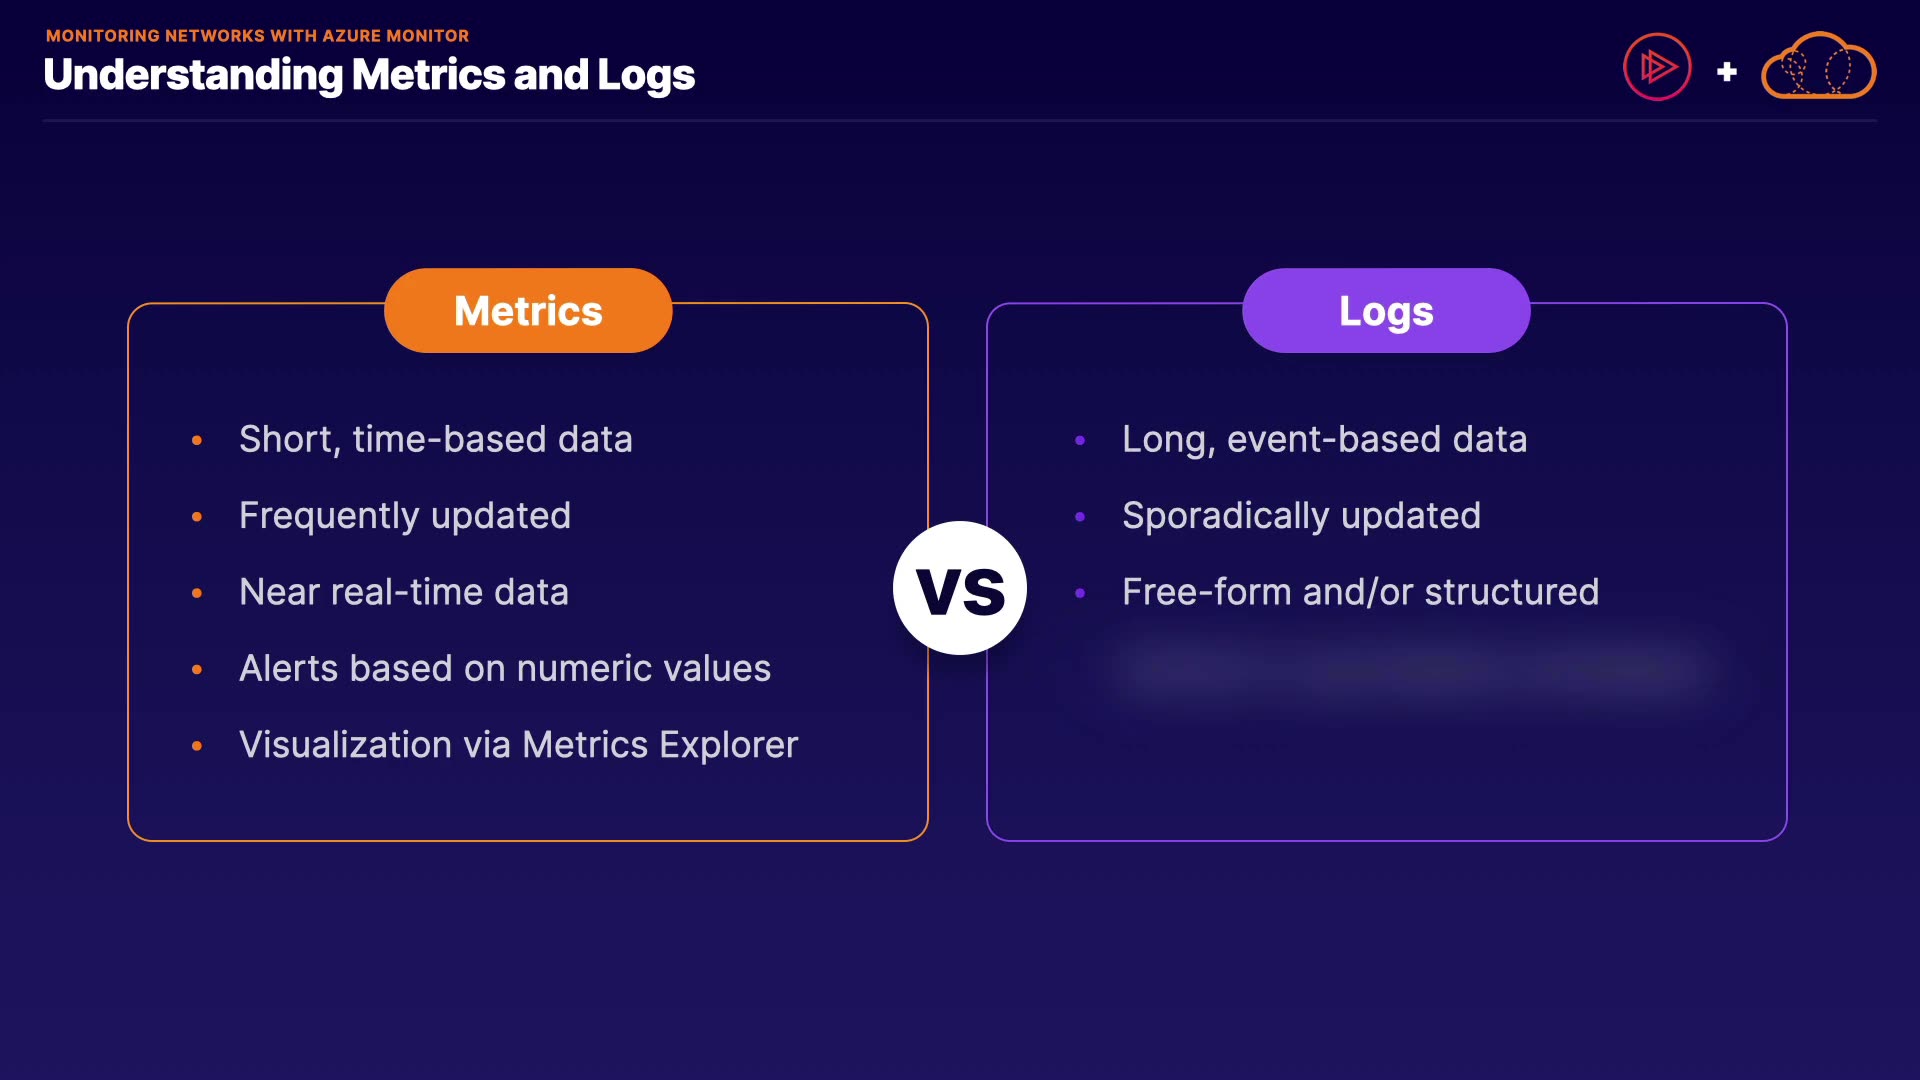 MONITORING NETWORKS WITH AZURE MONITOR
Understanding Metrics and Logs
Metrics
• Short, time-based data
• Frequently updated
• Near real-time data
• Alerts based on numeric values
• Visualization via Metrics Explorer
VS
Logs
• Long, event-based data
• Sporadically updated
• Free-form and/or structured